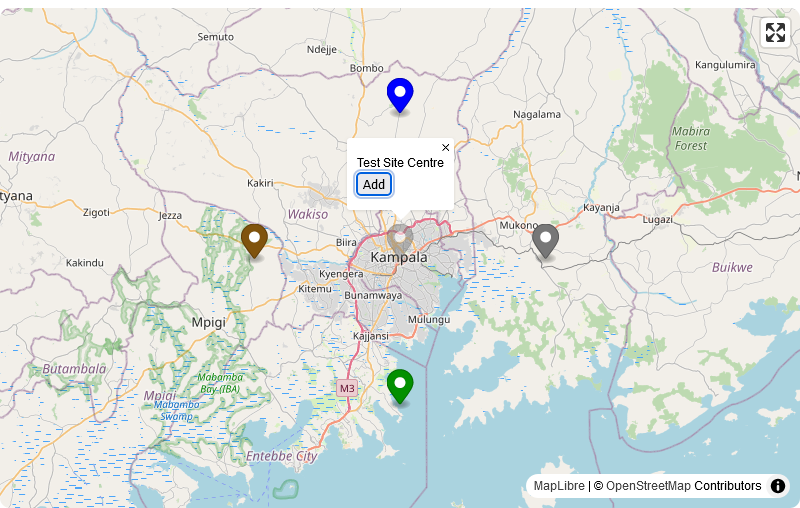 Semuto
Ndejje
Bombo
Kangulumira
Nagalama
Mabira
Forest
Test Site Centre
×
Add
Mityana
Kakiri
Zigoti
Jezza
Wakiso
Kayanja
Lugazi
Mukono
Biira
Kampala
Kakindu
Kyengera
Kitemu
Bunamwaya
Buikwe
Mpigi
Mulungu
Kajjansi
Butambala
Mabamba
Bay (IBA)
M3
Mpigi
Mabamba
Swamp
Entebbe City
MapLibre | © OpenStreetMap Contributors